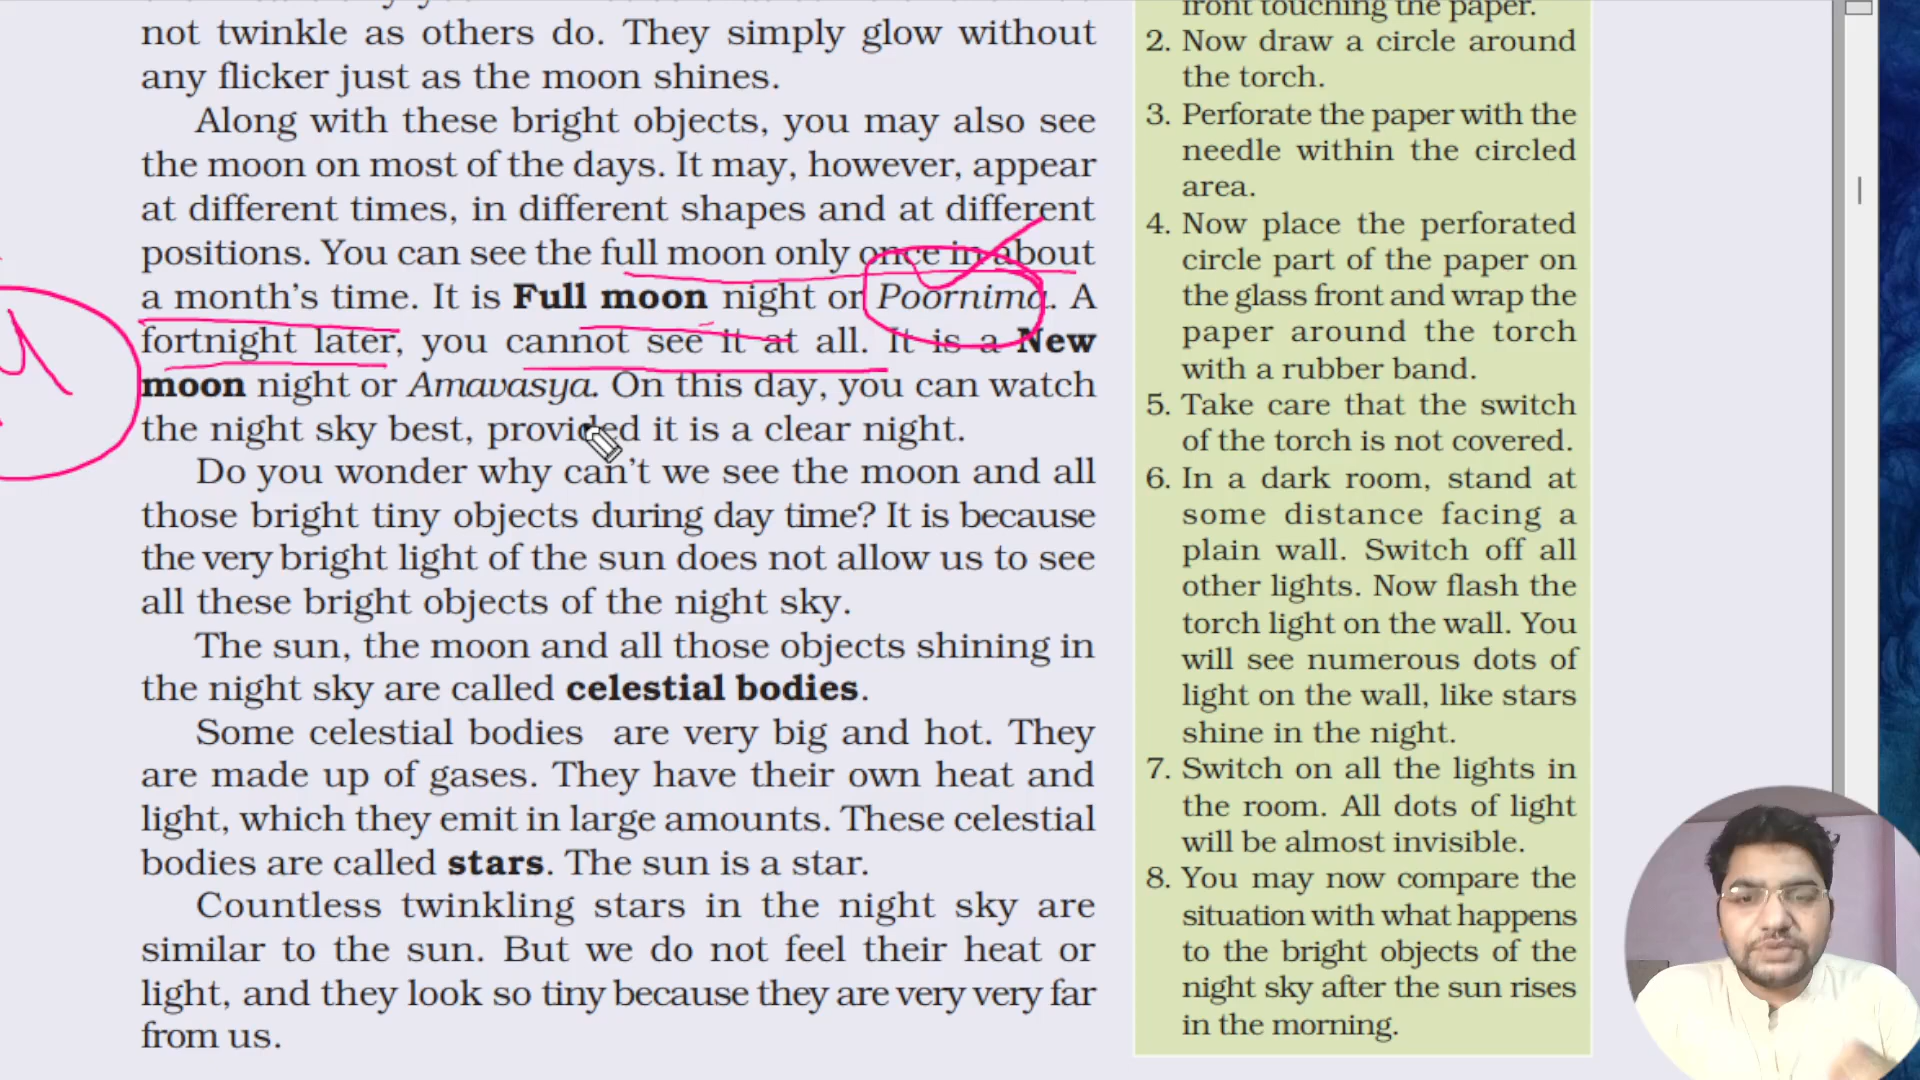 not twinkle as others do. They simply glow without
any flicker just as the moon shines.
Along with these bright objects, you may also see
the moon on most of the days. It may, however, appear
at different times, in different shapes and at different
positions. You can see the full moon only once in about
a month's time. It is Full moon night or Poornima. A
fortnight later, you cannot see it at all. It is a New
moon night or Amavasya. On this day, you can watch
the night sky best, provided it is a clear night.
Do you wonder why can't we see the moon and all
those bright tiny objects during day time? It is because
the very bright light of the sun does not allow us to see
all these bright objects of the night sky.
The sun, the moon and all those objects shining in
the night sky are called celestial bodies.
Some celestial bodies are very big and hot. They
are made up of gases. They have their own heat and
light, which they emit in large amounts. These celestial
bodies are called stars. The sun is a star.
Countless twinkling stars in the night sky are
similar to the sun. But we do not feel their heat or
light, and they look so tiny because they are very very far
from us.
front touching the paper.
2. Now draw a circle around
the torch.
3. Perforate the paper with the
needle within the circled
area.
4. Now place the perforated
circle part of the paper on
the glass front and wrap the
paper around the torch
with a rubber band.
5. Take care that the switch
of the torch is not covered.
6. In a dark room, stand at
some distance facing a
plain wall. Switch off all
other lights. Now flash the
torch light on the wall. You
will see numerous dots of
light on the wall, like stars
shine in the night.
7. Switch on all the lights in
the room. All dots of light
will be almost invisible.
8. You may now compare the
situation with what happens
to the bright objects of the
night sky after the sun rises
in the morning.